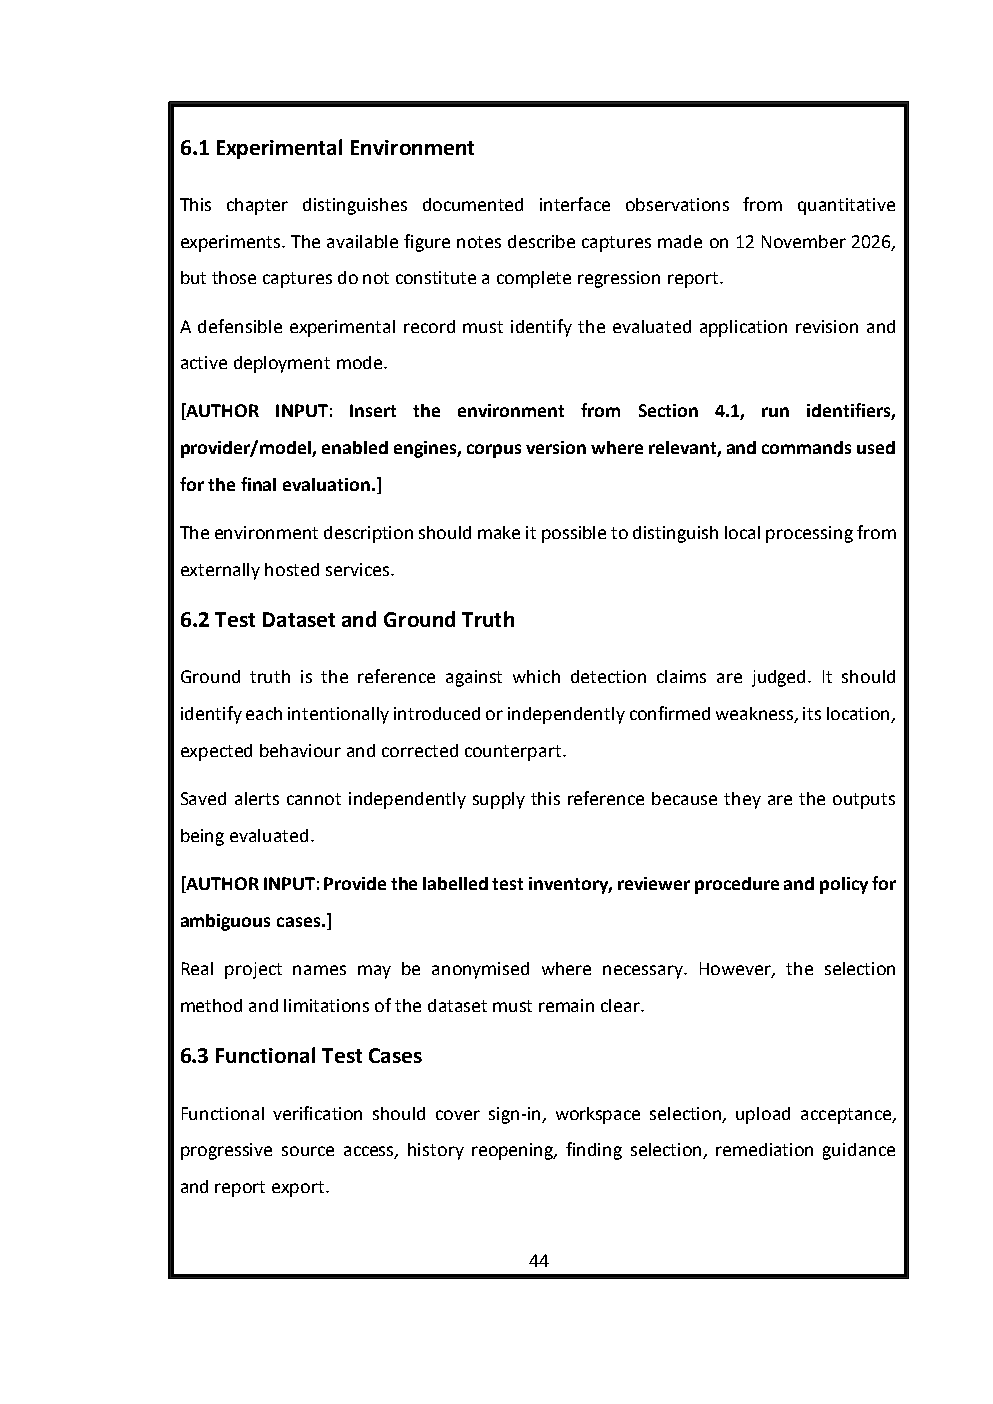 6.1 Experimental Environment
This chapter distinguishes documented interface observations from quantitative
experiments. The available figure notes describe captures made on 12 November 2026,
but those captures do not constitute a complete regression report.
A defensible experimental record must identify the evaluated application revision and
active deployment mode.
[AUTHOR INPUT: Insert the environment from Section 4.1, run identifiers,
provider/model, enabled engines, corpus version where relevant, and commands used
for the final evaluation.]
The environment description should make it possible to distinguish local processing from
externally hosted services.
6.2 Test Dataset and Ground Truth
Ground truth is the reference against which detection claims are judged. It should
identify each intentionally introduced or independently confirmed weakness, its location,
expected behaviour and corrected counterpart.
Saved alerts cannot independently supply this reference because they are the outputs
being evaluated.
[AUTHOR INPUT: Provide the labelled test inventory, reviewer procedure and policy for
ambiguous cases.]
Real project names may be anonymised where necessary. However, the selection
method and limitations of the dataset must remain clear.
6.3 Functional Test Cases
Functional verification should cover sign-in, workspace selection, upload acceptance,
progressive source access, history reopening, finding selection, remediation guidance
and report export.
44